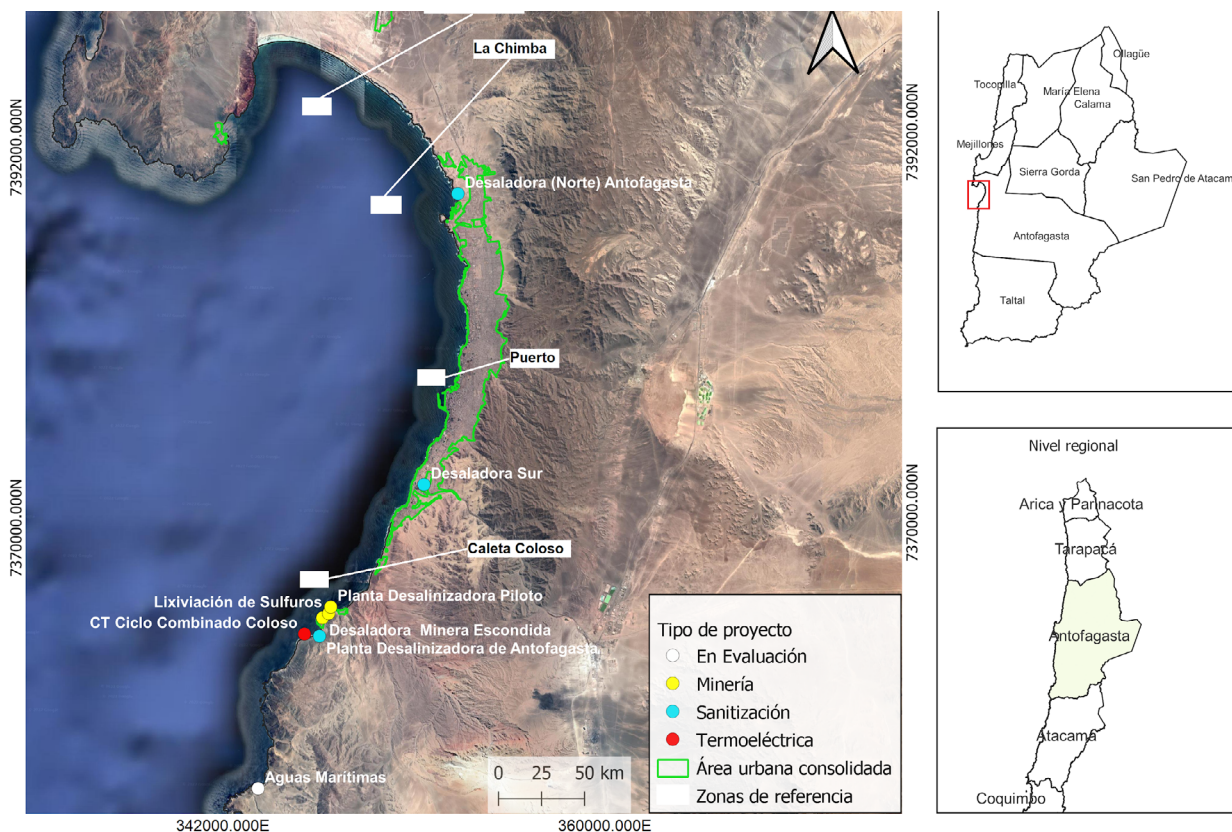 La Chimba
Desaladora (Norte) Antofagasta
Puerto
Desaladora Sur
Caleta Coloso
Lixiviación de Sulfuros
Planta Desalinizadora Piloto
CT Ciclo Combinado Coloso
Desaladora Minera Escondida
Planta Desalinizadora de Antofagasta
Aguas Maritimas
7392000.000N
7370000.000N
7392000.000N
7370000.000N
342000.000E
360000.000E
0 25 50 km
Tipo de proyecto
En Evaluación
Minería
Sanitización
Termoeléctrica
Área urbana consolidada
Zonas de referencia
Ollagüe
Tocopilla
María Elena
Calama
Mejillones
Sierra Gorda
San Pedro de Atacam
Antofagasta
Taltal
Nivel regional
Arica y Parinacota
Tarapacá
Antofagasta
Atacama
Coquimbo